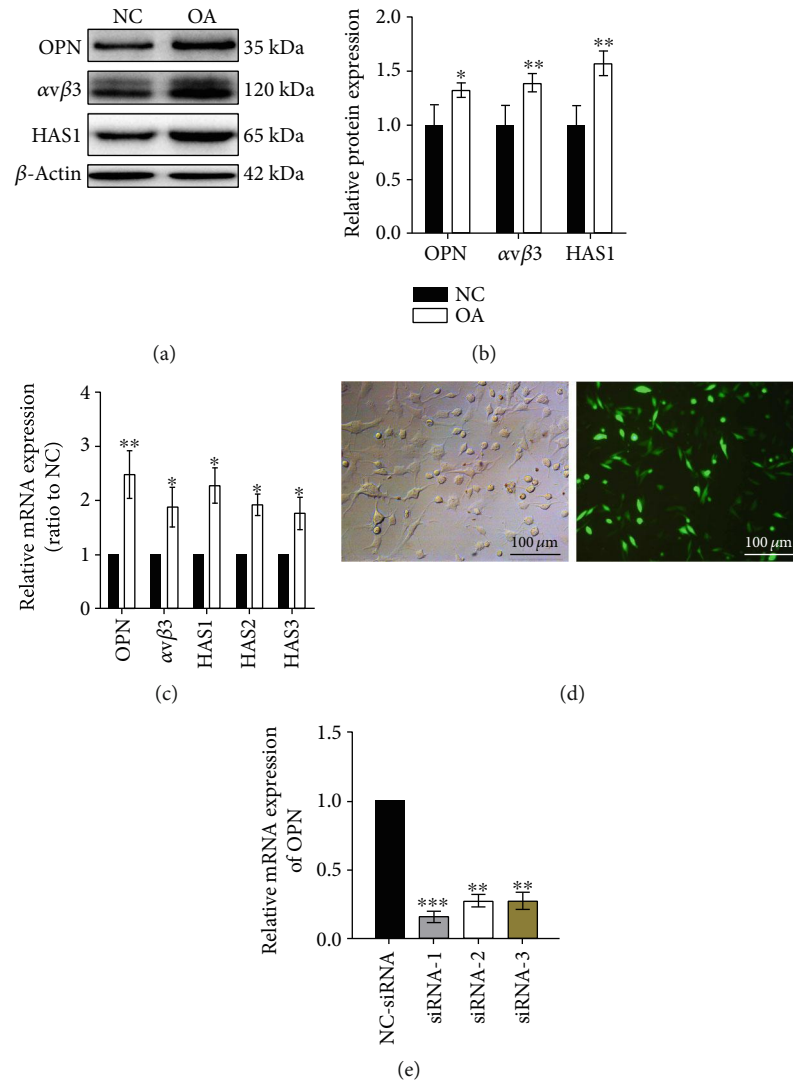 NC OA
OPN 35 kDa
αvβ3 120 kDa
HAS1 65 kDa
β-Actin 42 kDa
(a)
Relative protein expression
2.0
1.5
1.0
0.5
0.0
* ** **
OPN αvβ3 HAS1
NC
OA
(b)
Relative mRNA expression
(ratio to NC)
4
3
2
1
0
** * * * *
OPN
αvβ3
HAS1
HAS2
HAS3
(c)
100 μm
100 μm
(d)
Relative mRNA expression
of OPN
1.5
1.0
0.5
0.0
*** ** **
NC-siRNA
siRNA-1
siRNA-2
siRNA-3
(e)